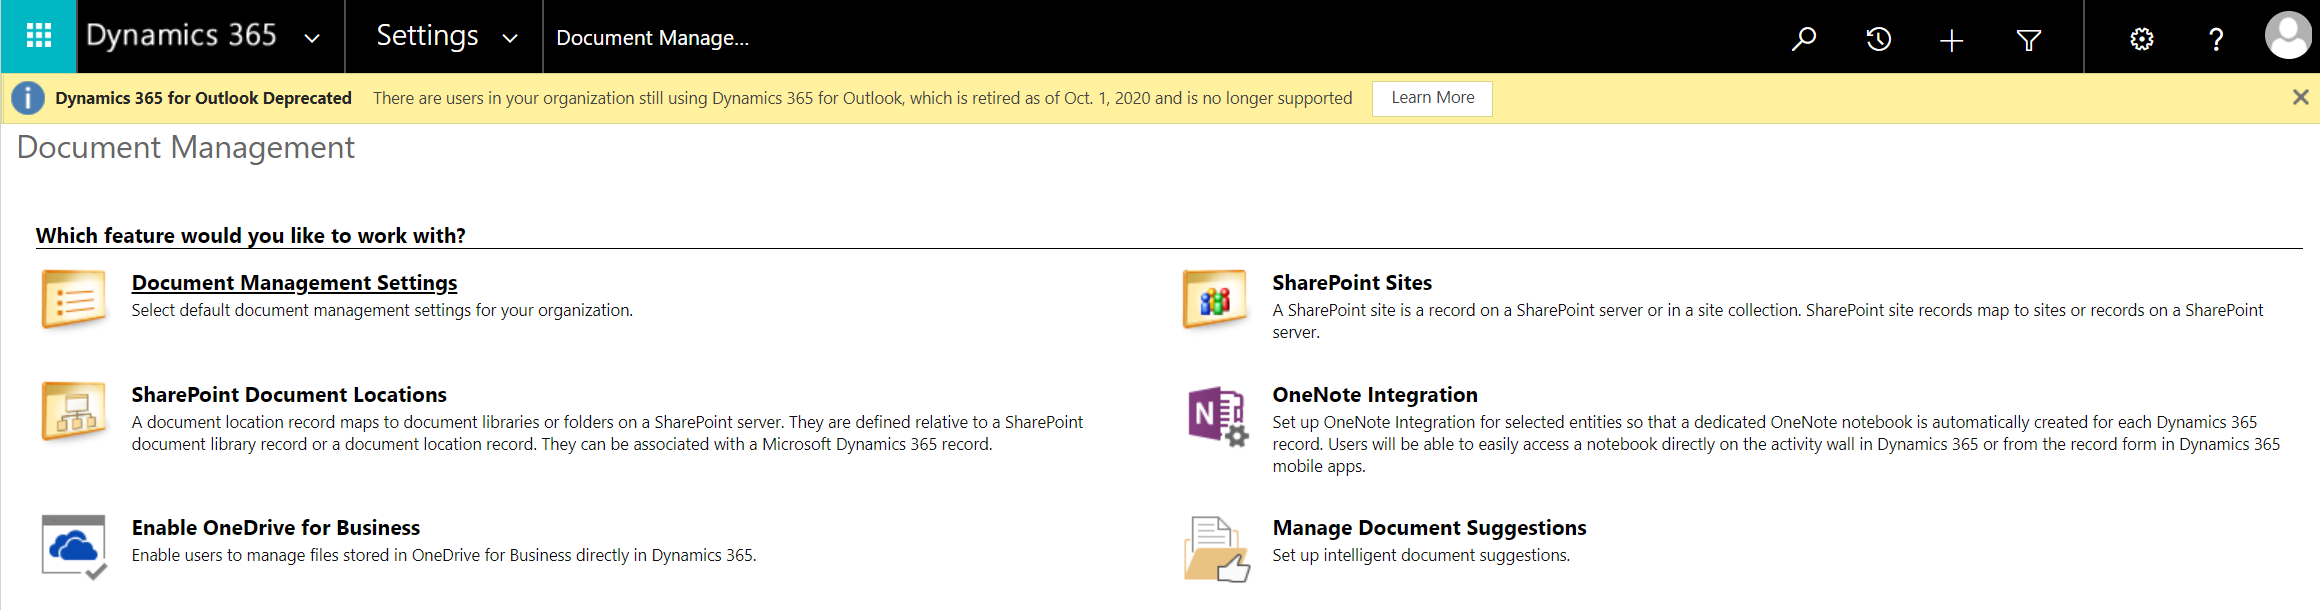 Dynamics 365 Settings Document Manage...
Dynamics 365 for Outlook Deprecated There are users in your organization still using Dynamics 365 for Outlook, which is retired as of Oct. 1, 2020 and is no longer supported Learn More
Document Management
Which feature would you like to work with?
Document Management Settings
Select default document management settings for your organization.
SharePoint Sites
A SharePoint site is a record on a SharePoint server or in a site collection. SharePoint site records map to sites or records on a SharePoint
server.
SharePoint Document Locations
A document location record maps to document libraries or folders on a SharePoint server. They are defined relative to a SharePoint
document library record or a document location record. They can be associated with a Microsoft Dynamics 365 record.
OneNote Integration
Set up OneNote Integration for selected entities so that a dedicated OneNote notebook is automatically created for each Dynamics 365
record. Users will be able to easily access a notebook directly on the activity wall in Dynamics 365 or from the record form in Dynamics 365
mobile apps.
Enable OneDrive for Business
Enable users to manage files stored in OneDrive for Business directly in Dynamics 365.
Manage Document Suggestions
Set up intelligent document suggestions.